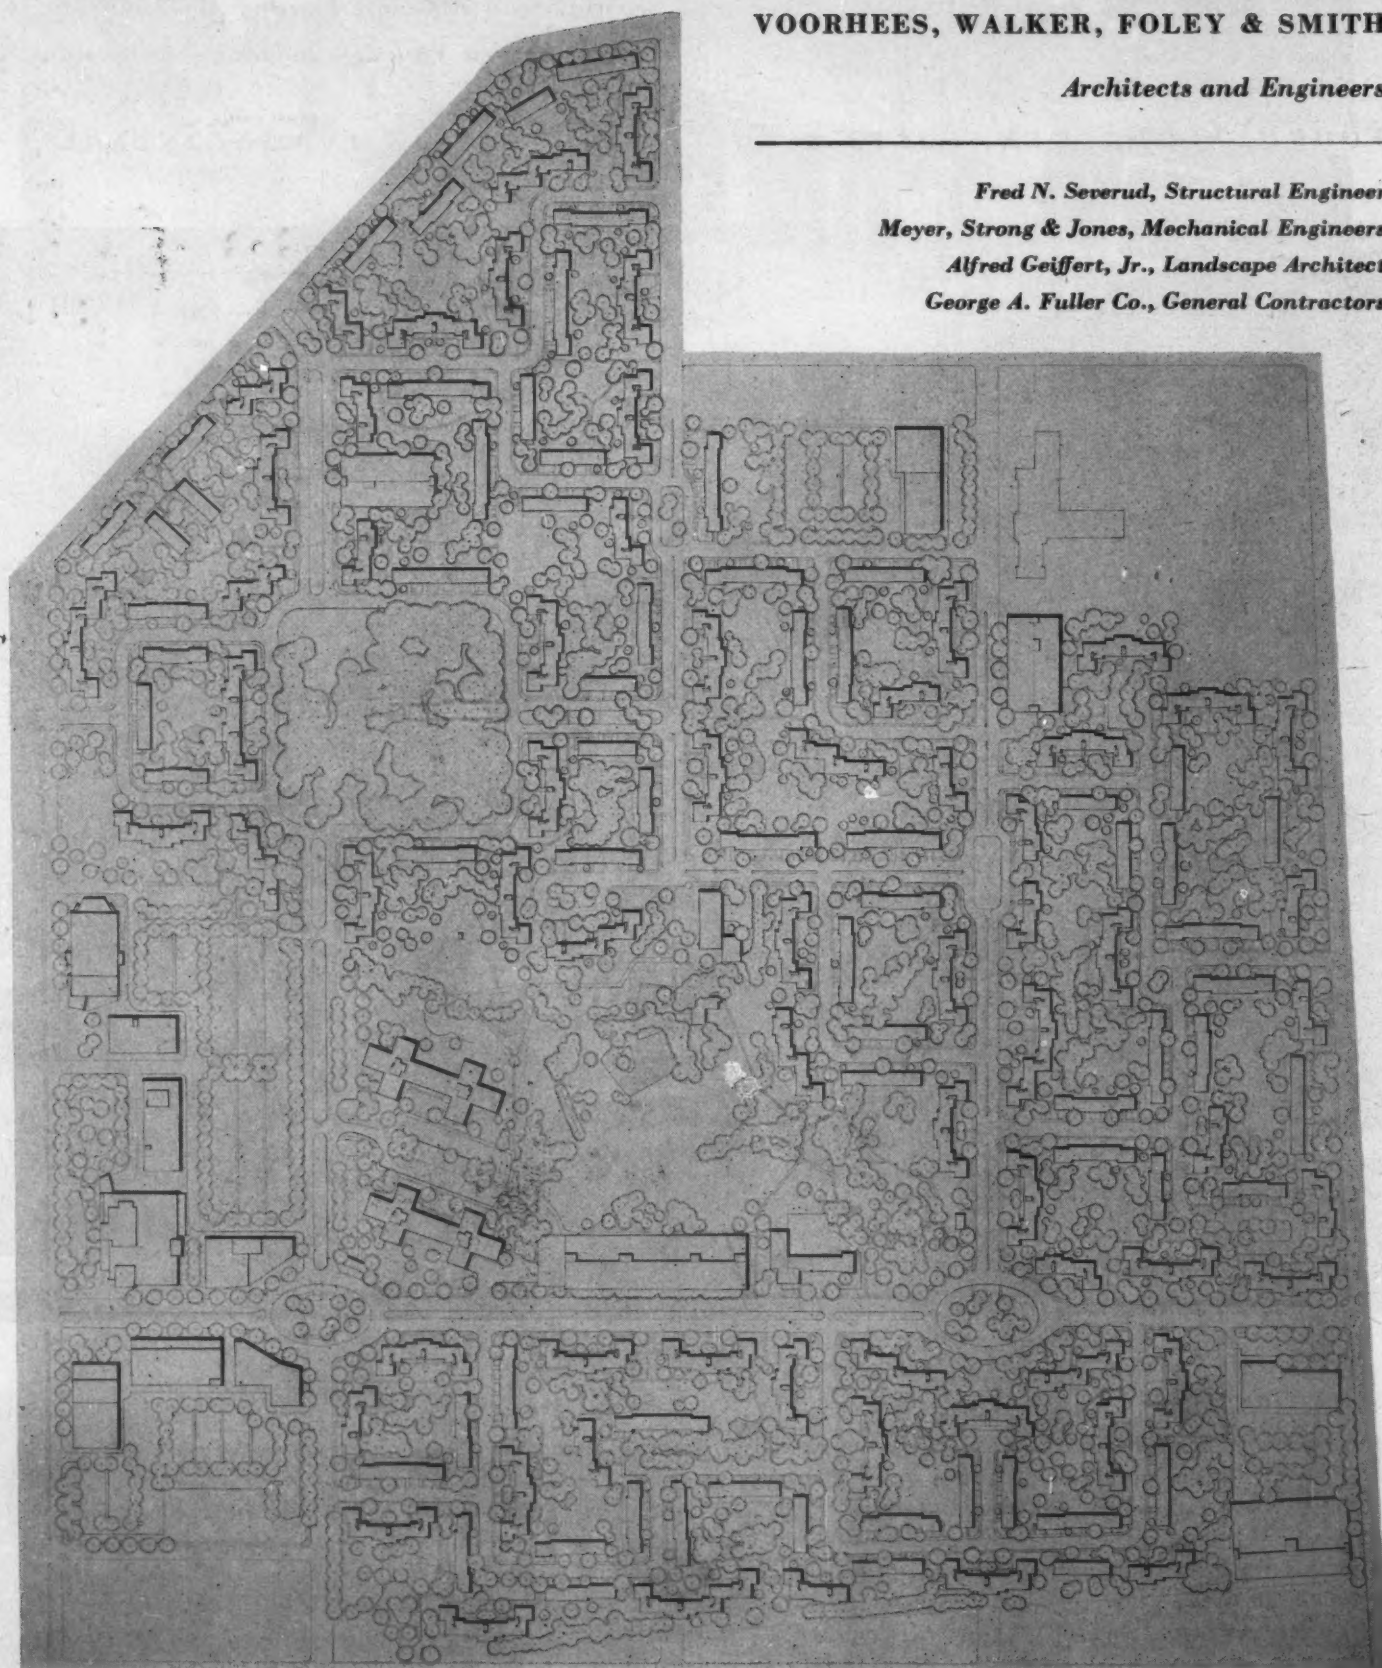 VOORHEES, WALKER, FOLEY & SMITH
Architects and Engineers
Fred N. Severud, Structural Engineer
Meyer, Strong & Jones, Mechanical Engineers
Alfred Geiffert, Jr., Landscape Architect
George A. Fuller Co., General Contractors